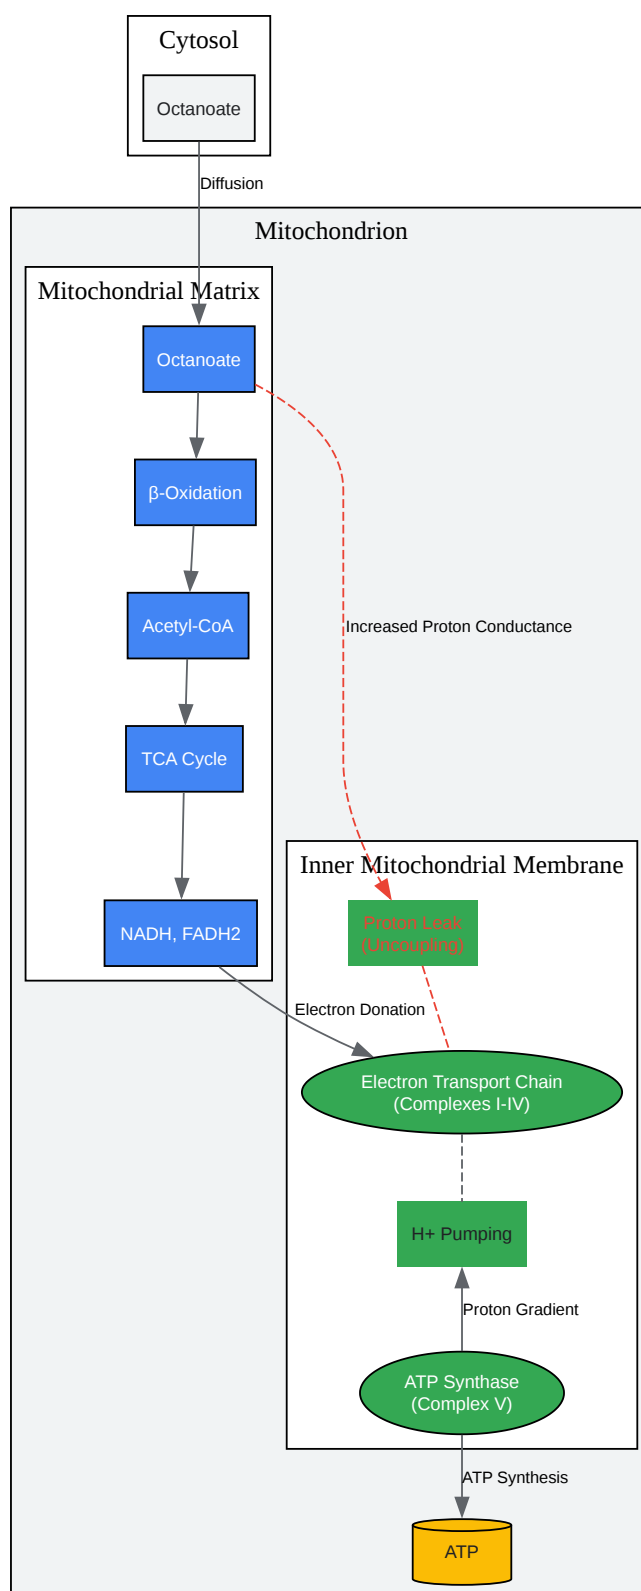 Cytosol
Octanoate
Diffusion
Mitochondrion
Mitochondrial Matrix
Octanoate
β-Oxidation
Acetyl-CoA
Increased Proton Conductance
TCA Cycle
Inner Mitochondrial Membrane
NADH, FADH2
Proton Leak
(Uncoupling)
Electron Donation
Electron Transport Chain
(Complexes I-IV)
H+ Pumping
Proton Gradient
ATP Synthase
(Complex V)
ATP Synthesis
ATP